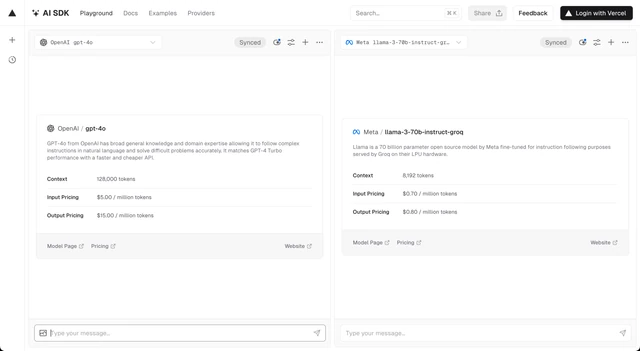 AI SDK
Playground
Docs
Examples
Providers
Search...
⌘ K
Share
Feedback
Login with Vercel
OpenAI gpt-4o
Synced
OpenAI / gpt-4o
GPT-4o from OpenAI has broad general knowledge and domain expertise allowing it to follow complex
instructions in natural language and solve difficult problems accurately. It matches GPT-4 Turbo
performance with a faster and cheaper API.
Context 128,000 tokens
Input Pricing $5.00 / million tokens
Output Pricing $15.00 / million tokens
Model Page
Pricing
Website
Type your message...
Meta llama-3-70b-instruct-gr…
Synced
Meta / llama-3-70b-instruct-groq
Llama is a 70 billion parameter open source model by Meta fine-tuned for instruction following purposes
served by Groq on their LPU hardware.
Context 8,192 tokens
Input Pricing $0.70 / million tokens
Output Pricing $0.80 / million tokens
Model Page
Pricing
Website
Type your message...